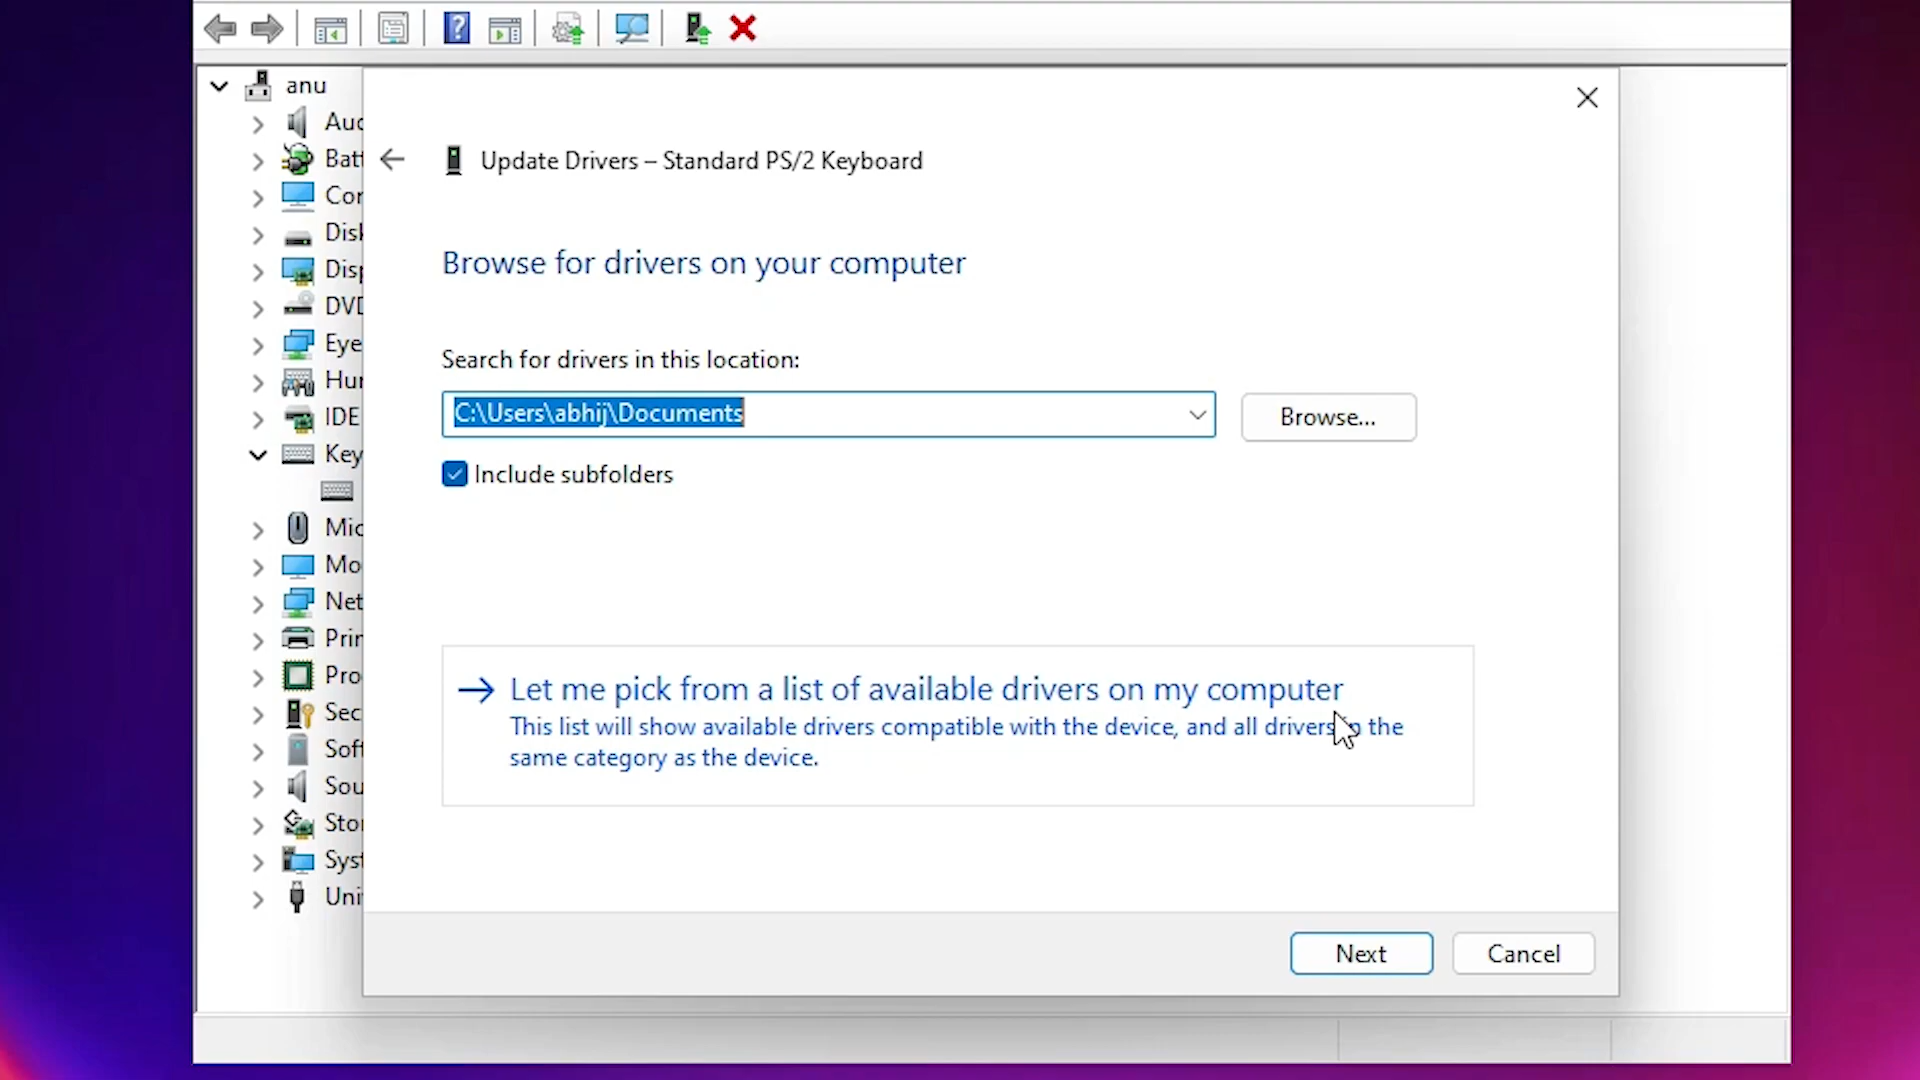 anu
Auc
Batt
Cor
Disk
Disp
DVD
Eye
Hur
IDE
Key
Mic
Mo
Net
Prin
Pro
Sec
Soft
Sou
Stor
Syst
Uni
Update Drivers – Standard PS/2 Keyboard
Browse for drivers on your computer
Search for drivers in this location:
C:\Users\abhij\Documents
Browse...
Include subfolders
Let me pick from a list of available drivers on my computer
This list will show available drivers compatible with the device, and all drivers in the
same category as the device.
Next
Cancel